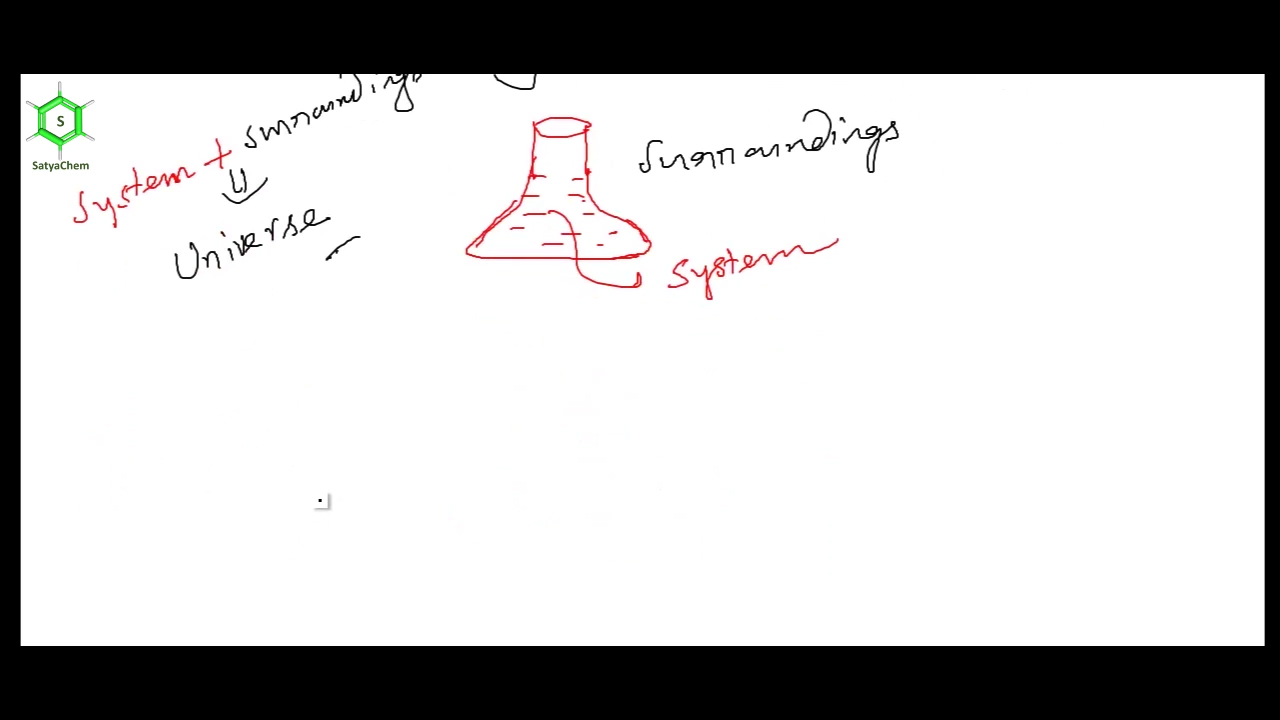 S
SatyaChem
System + surroundings
⇓
Universe
surroundings
system